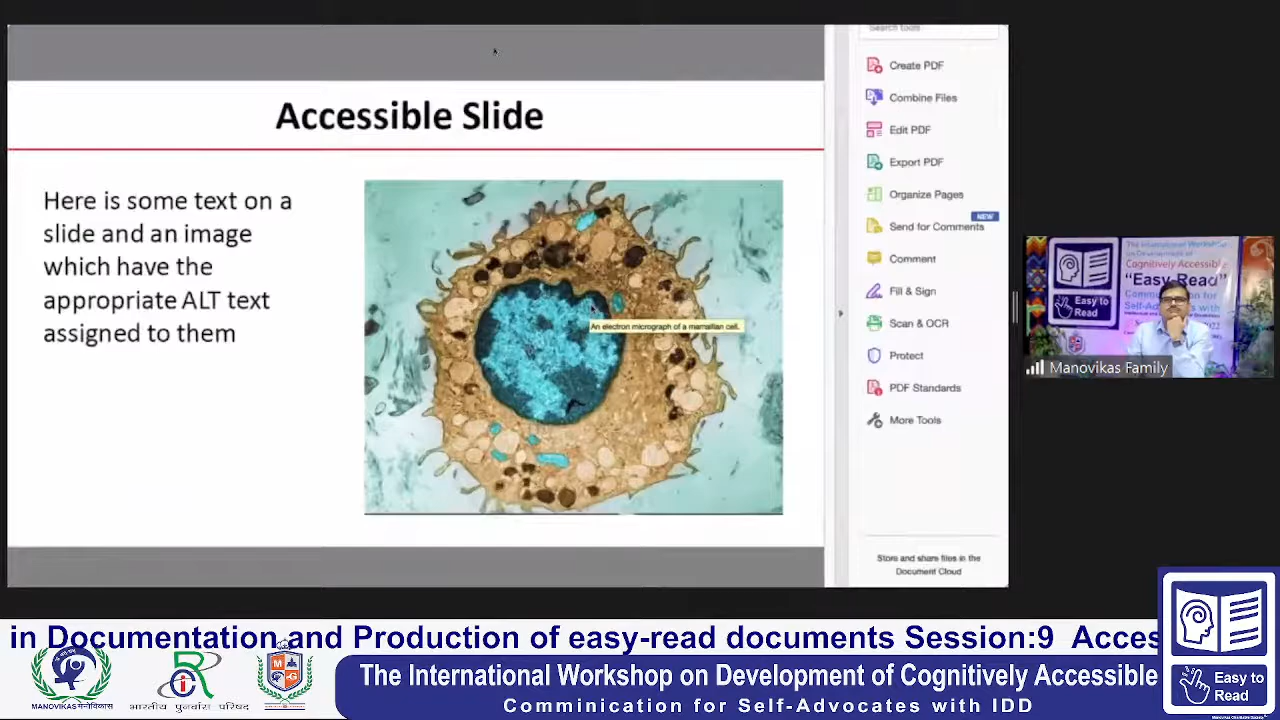 Search tools
Accessible Slide
Here is some text on a
slide and an image
which have the
appropriate ALT text
assigned to them
An electron micrograph of a mamallian cell.
Create PDF
Combine Files
Edit PDF
Export PDF
Organize Pages
NEW
Send for Comments
Comment
Fill & Sign
Scan & OCR
Protect
PDF Standards
More Tools
Store and share files in the
Document Cloud
The International Workshop
on Development of
Cognitively Accessible
"Easy-Read"
Communication for
Self-Advocates with
Easy to
Read
Manovikas Family
in Documentation and Production of easy-read documents Session:9 Acces
MANOVIKAS मनोविकास
भारतीय पुनर्वास परिषद
The International Workshop on Development of Cognitively Accessible
Comminication for Self-Advocates with IDD
Easy to
Read